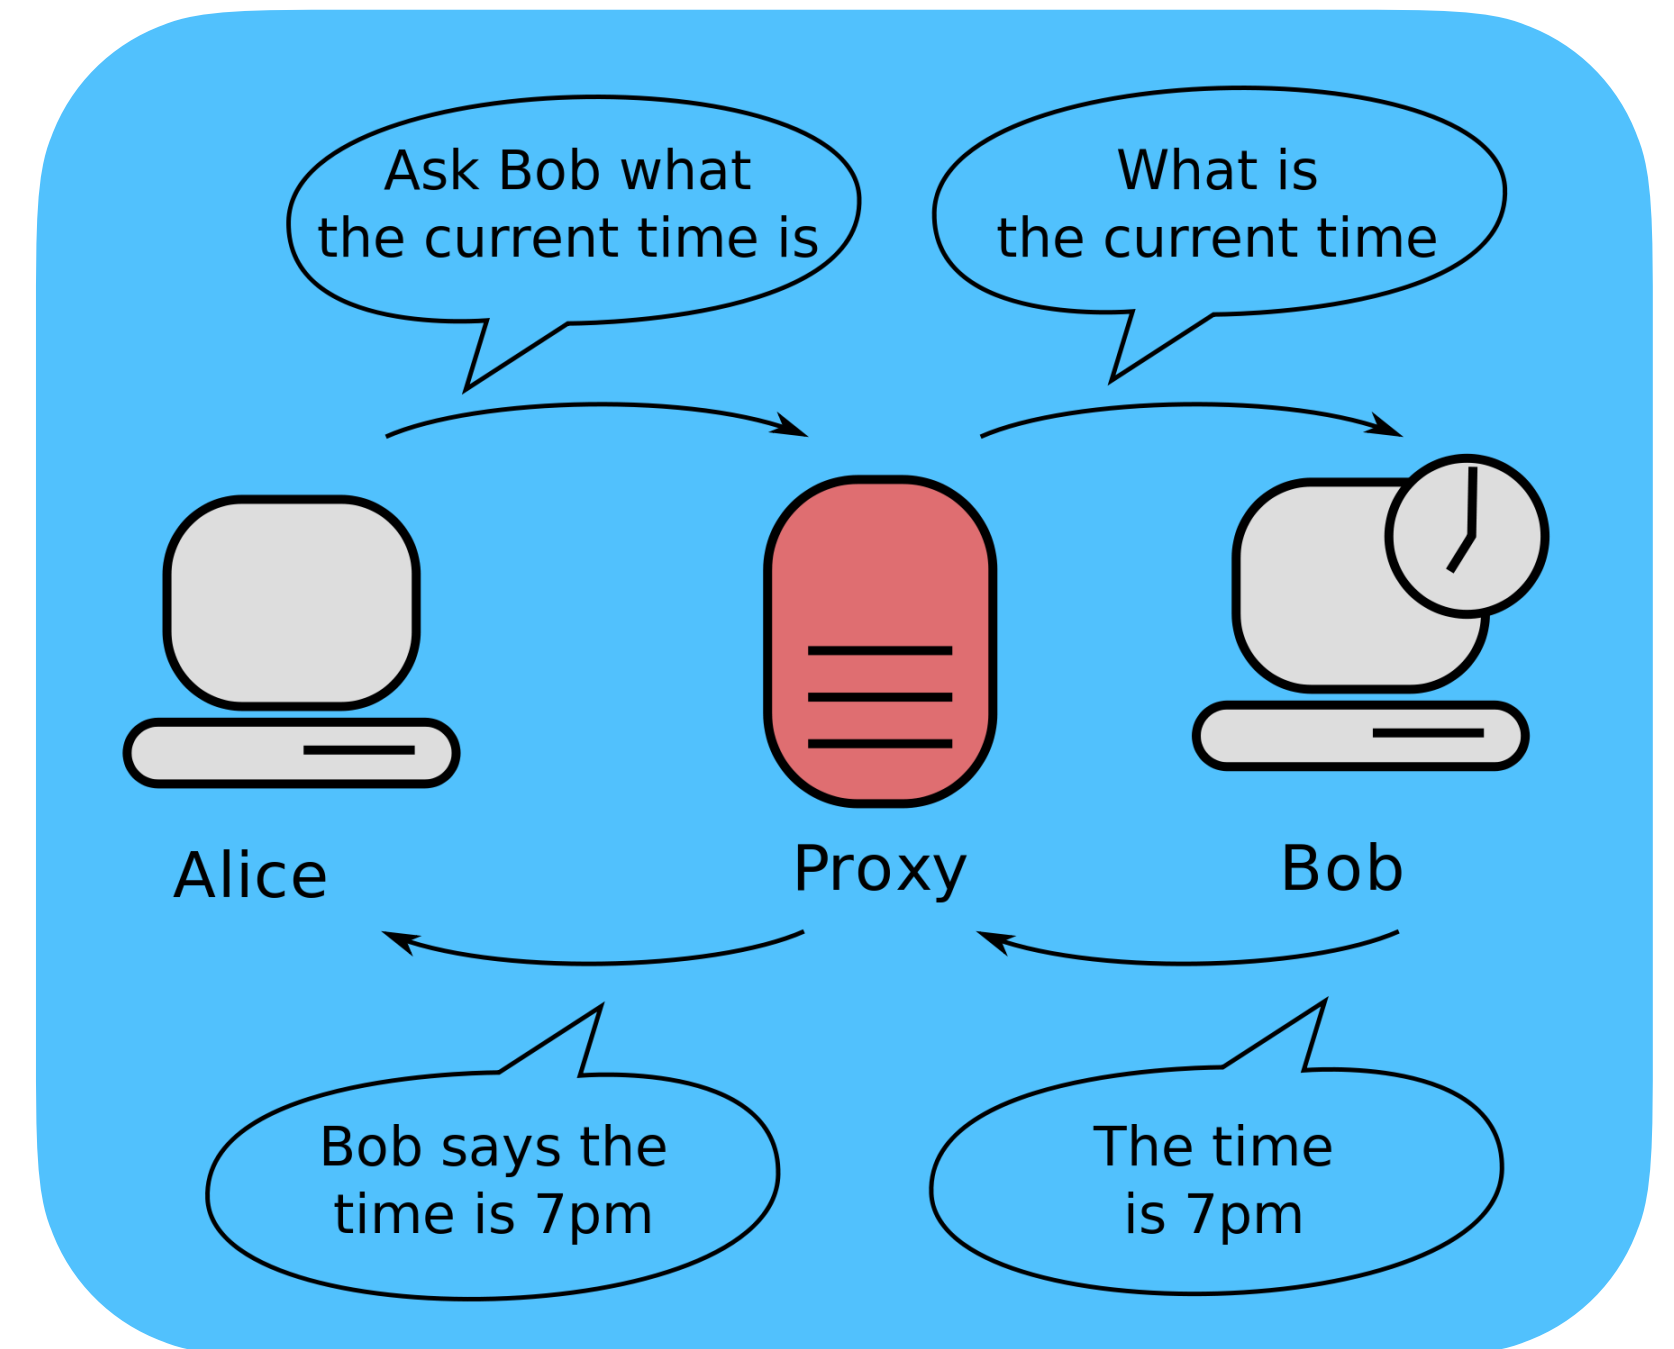 Ask Bob what
the current time is
What is
the current time
Alice
Proxy
Bob
Bob says the
time is 7pm
The time
is 7pm